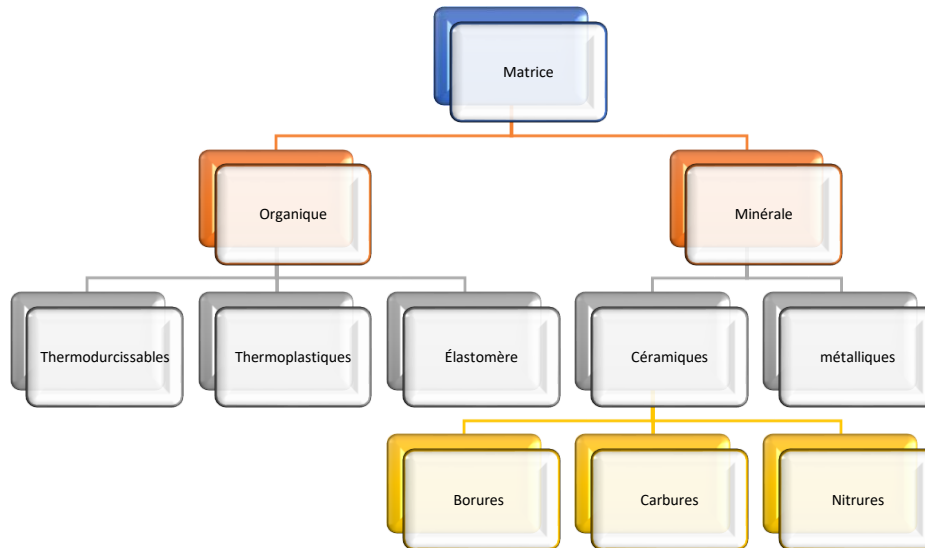 Matrice
Organique
Minérale
Thermodurcissables
Thermoplastiques
Élastomère
Céramiques
métalliques
Borures
Carbures
Nitrures